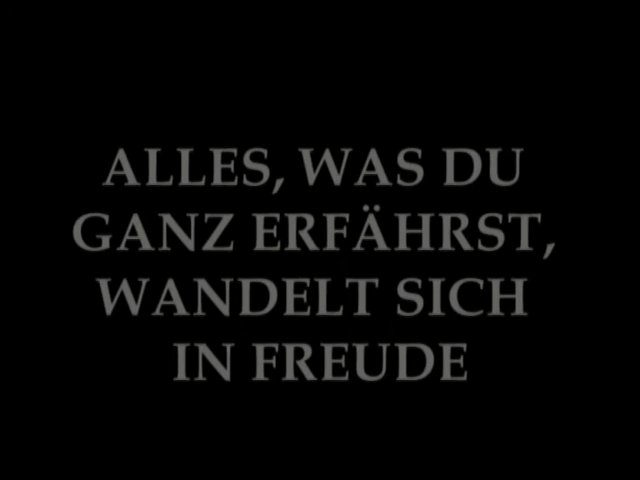 ALLES, WAS DU
GANZ ERFÄHRST,
WANDELT SICH
IN FREUDE